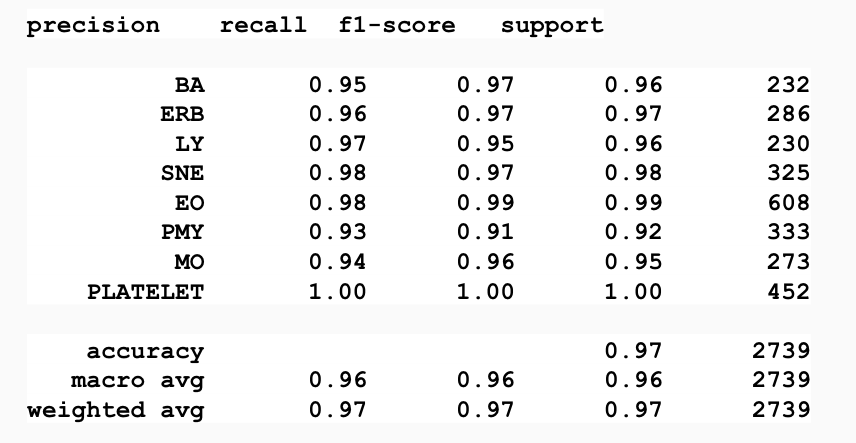 precision recall f1-score support
BA 0.95 0.97 0.96 232
ERB 0.96 0.97 0.97 286
LY 0.97 0.95 0.96 230
SNE 0.98 0.97 0.98 325
EO 0.98 0.99 0.99 608
PMY 0.93 0.91 0.92 333
MO 0.94 0.96 0.95 273
PLATELET 1.00 1.00 1.00 452
accuracy 0.97 2739
macro avg 0.96 0.96 0.96 2739
weighted avg 0.97 0.97 0.97 2739